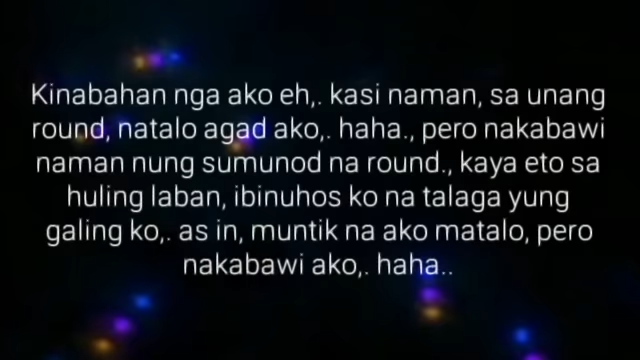 Kinabahan nga ako eh,. kasi naman, sa unang
round, natalo agad ako,. haha., pero nakabawi
naman nung sumunod na round., kaya eto sa
huling laban, ibinuhos ko na talaga yung
galing ko,. as in, muntik na ako matalo, pero
nakabawi ako,. haha..